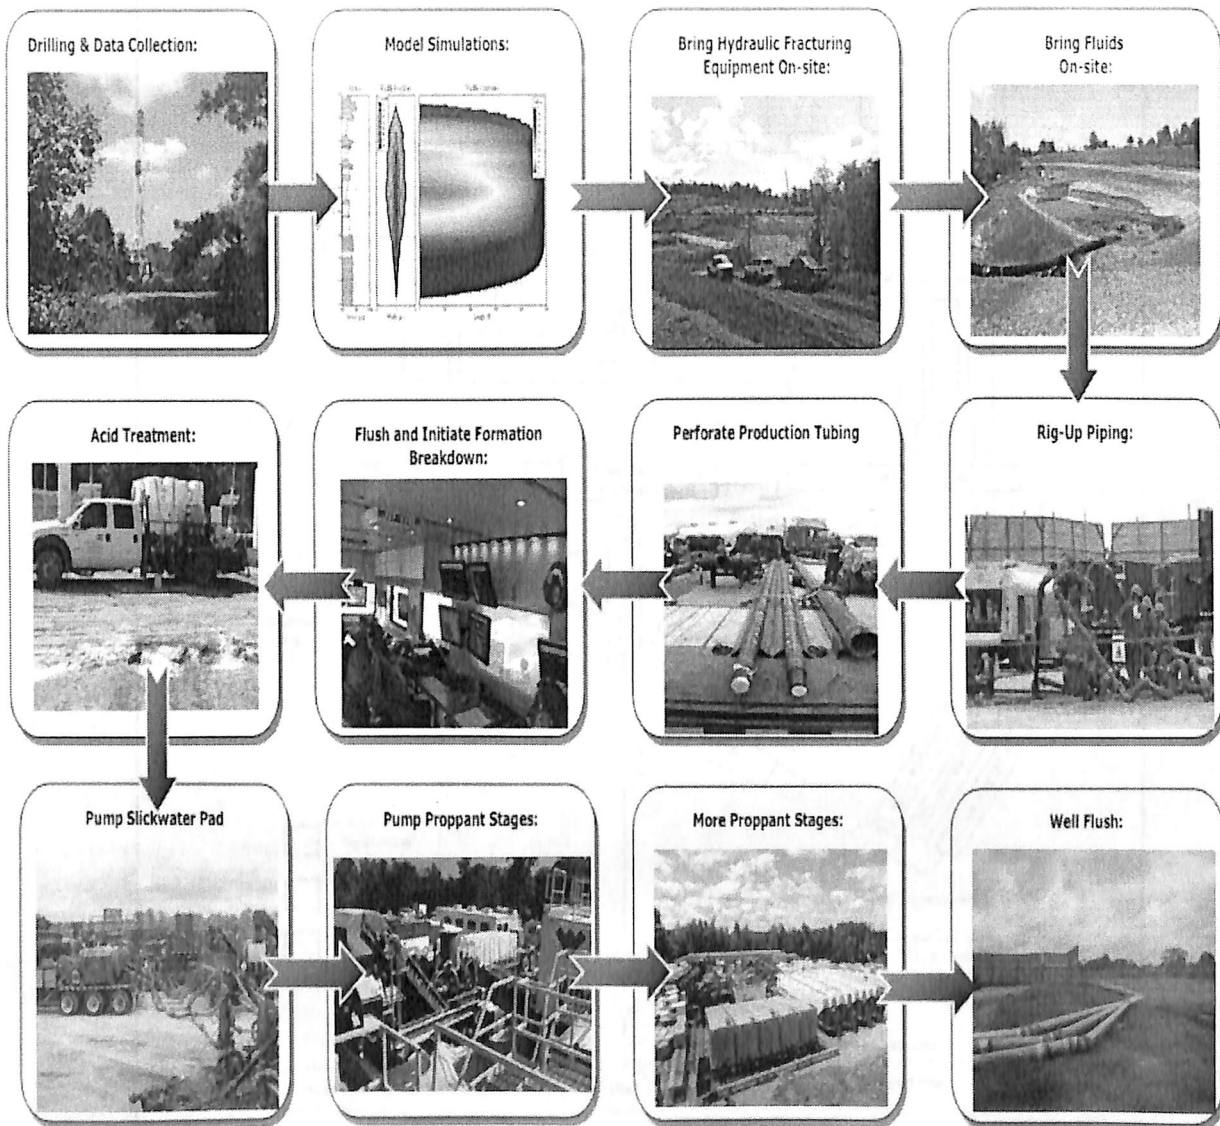 Drilling & Data Collection:
Model Simulations:
Bring Hydraulic Fracturing
Equipment On-site:
Bring Fluids
On-site:
Acid Treatment:
Flush and Initiate Formation
Breakdown:
Perforate Production Tubing
Rig-Up Piping:
Pump Slickwater Pad
Pump Proppant Stages:
More Proppant Stages:
Well Flush: